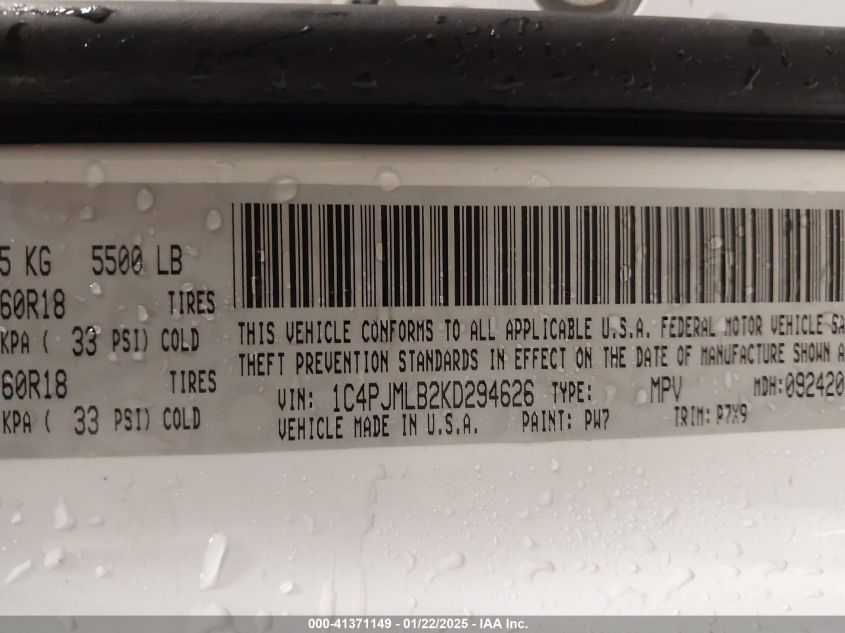 5 KG 5500 LB
60R18 TIRES
KPA ( 33 PSI) COLD
60R18 TIRES
KPA ( 33 PSI) COLD
THIS VEHICLE CONFORMS TO ALL APPLICABLE U.S.A. FEDERAL MOTOR VEHICLE SA
THEFT PREVENTION STANDARDS IN EFFECT ON THE DATE OF MANUFACTURE SHOWN A
VIN: 1C4PJMLB2KD294626 TYPE: MPV MDH:092420
VEHICLE MADE IN U.S.A. PAINT: PW7 TRIM: P7X9
000-41371149 - 01/22/2025 - IAA Inc.